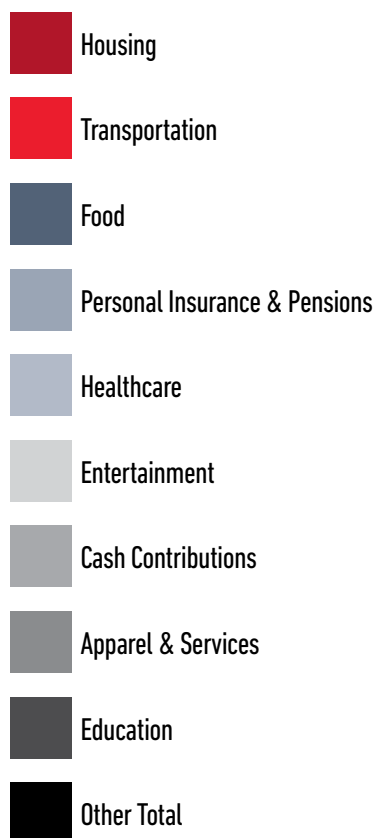 Housing
Transportation
Food
Personal Insurance & Pensions
Healthcare
Entertainment
Cash Contributions
Apparel & Services
Education
Other Total